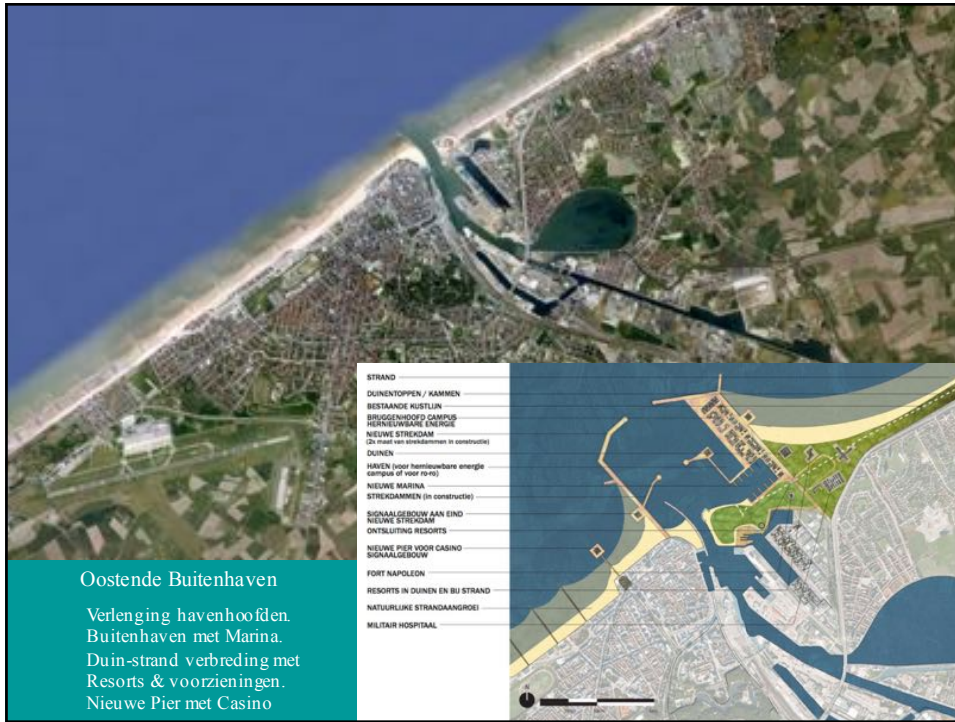 STRAND
DUINENTOPPEN / KAMMEN
BESTAANDE KUSTLIJN
BRUGGENHOOFD CAMPUS
HERNIEUWBARE ENERGIE
NIEUWE STREKDAM
(2x maat van strekdammen in constructie)
DUINEN
HAVEN (voor hernieuwbare energie
campus of voor ro-ro)
NIEUWE MARINA
STREKDAMMEN (in constructie)
SIGNAALGEBOUW AAN EIND
NIEUWE STREKDAM
ONTSLUITING RESORTS
NIEUWE PIER VOOR CASINO
SIGNAALGEBOUW
FORT NAPOLEON
RESORTS IN DUINEN EN BIJ STRAND
NATUURLIJKE STRANDAANGROEI
MILITAIR HOSPITAAL
Oostende Buitenhaven
Verlenging havenhoofden.
Buitenhaven met Marina.
Duin-strand verbreding met
Resorts & voorzieningen.
Nieuwe Pier met Casino